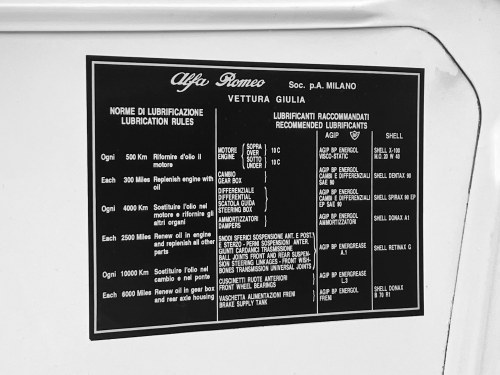 Alfa Romeo Soc. p.A. MILANO
VETTURA GIULIA
NORME DI LUBRIFICAZIONE
LUBRICATION RULES
Ogni 500 Km Rifornire d'olio il
motore
Each 300 Miles Replenish engine with
oil
Ogni 4000 Km Sostituire l'olio nel
motore e rifornire gli
altri organi
Each 2500 Miles Renew oil in engine
and replenish all other
parts
Ogni 10000 Km Sostituire l'olio nel
cambio e nel ponte
Each 6000 Miles Renew oil in gear box
and rear axle housing
LUBRIFICANTI RACCOMANDATI
RECOMMENDED LUBRIFICANTS
AGIP BP SHELL
MOTORE
ENGINE
SOPRA
OVER 10 C
SOTTO
UNDER 10 C
AGIP BP ENERGOL
VISCO-STATIC
SHELL X-100
M.O. 20 W 40
CAMBIO
GEAR BOX
AGIP BP ENERGOL
CAMBI E DIFFERENZIALI
SAE 90
SHELL DENTAX 90
DIFFERENZIALE
DIFFERENTIAL
SCATOLA GUIDA
STEERING BOX
AGIP BP ENERGOL
CAMBI E DIFFERENZIALI
EP SAE 90
SHELL SPIRAX 90 EP
AMMORTIZZATORI
DAMPERS
AGIP BP ENERGOL
AMMORTIZZATORI
SHELL DONAX A1
SNODI SFERICI SOSPENSIONE ANT. E POST.
E STERZO - PERNI SOSPENSIONI ANTER.
GIUNTI CARDANICI TRASMISSIONE
BALL JOINTS FRONT AND REAR SUSPEN-
SION STEERING LINKAGES - FRONT WISH-
BONES TRANSMISSION UNIVERSAL JOINTS
AGIP BP ENERGREASE
A.1
SHELL RETINAX G
CUSCINETTI RUOTE ANTERIORI
FRONT WHEEL BEARINGS
AGIP BP ENERGREASE
L.3
VASCHETTA ALIMENTAZIONE FRENI
BRAKE SUPPLY TANK
AGIP BP ENERGOL
FRENI
SHELL DONAX
B 70 R1